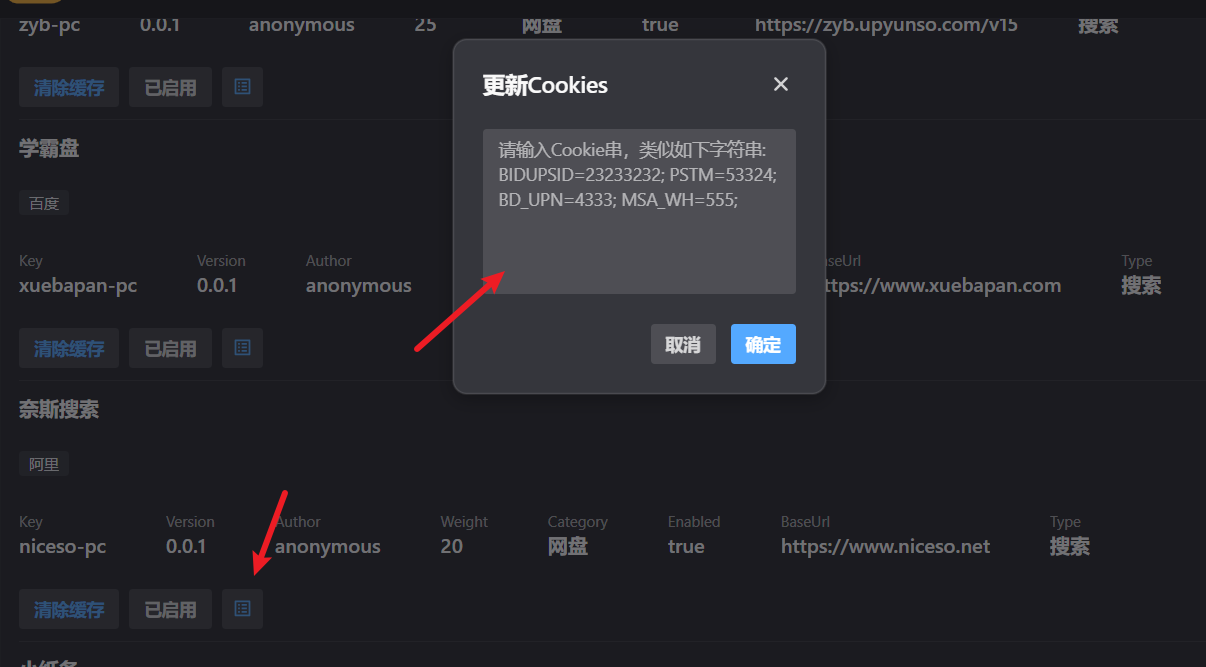 zyb-pc 0.0.1 anonymous 25 网盘 true https://zyb.upyunso.com/v15 搜索
更新Cookies
清除缓存 已启用
请输入Cookie串，类似如下字符串:
BIDUPSID=23233232; PSTM=53324;
BD_UPN=4333; MSA_WH=555;
取消 确定
学霸盘
百度
Key Version Author seUrl Type
xuebapan-pc 0.0.1 anonymous ttps://www.xuebapan.com 搜索
清除缓存 已启用
奈斯搜索
阿里
Key Version Author Weight Category Enabled BaseUrl Type
niceso-pc 0.0.1 anonymous 20 网盘 true https://www.niceso.net 搜索
清除缓存 已启用